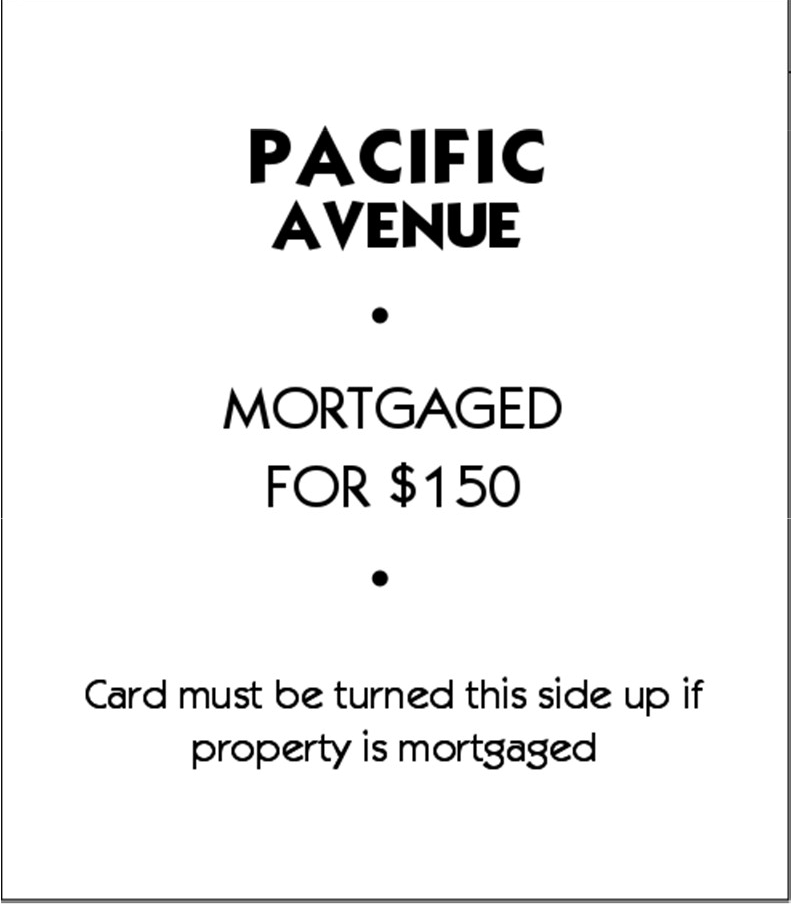 PACIFIC
AVENUE
•
MORTGAGED
FOR $150
•
Card must be turned this side up if
property is mortgaged